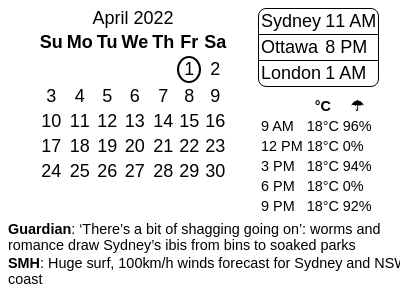 April 2022
Su Mo Tu We Th Fr Sa
1 2
3 4 5 6 7 8 9
10 11 12 13 14 15 16
17 18 19 20 21 22 23
24 25 26 27 28 29 30
Sydney 11 AM
Ottawa 8 PM
London 1 AM
°C ☂
9 AM 18°C 96%
12 PM 18°C 0%
3 PM 18°C 94%
6 PM 18°C 0%
9 PM 18°C 92%
Guardian: ‘There’s a bit of shagging going on’: worms and
romance draw Sydney’s ibis from bins to soaked parks
SMH: Huge surf, 100km/h winds forecast for Sydney and NSW
coast